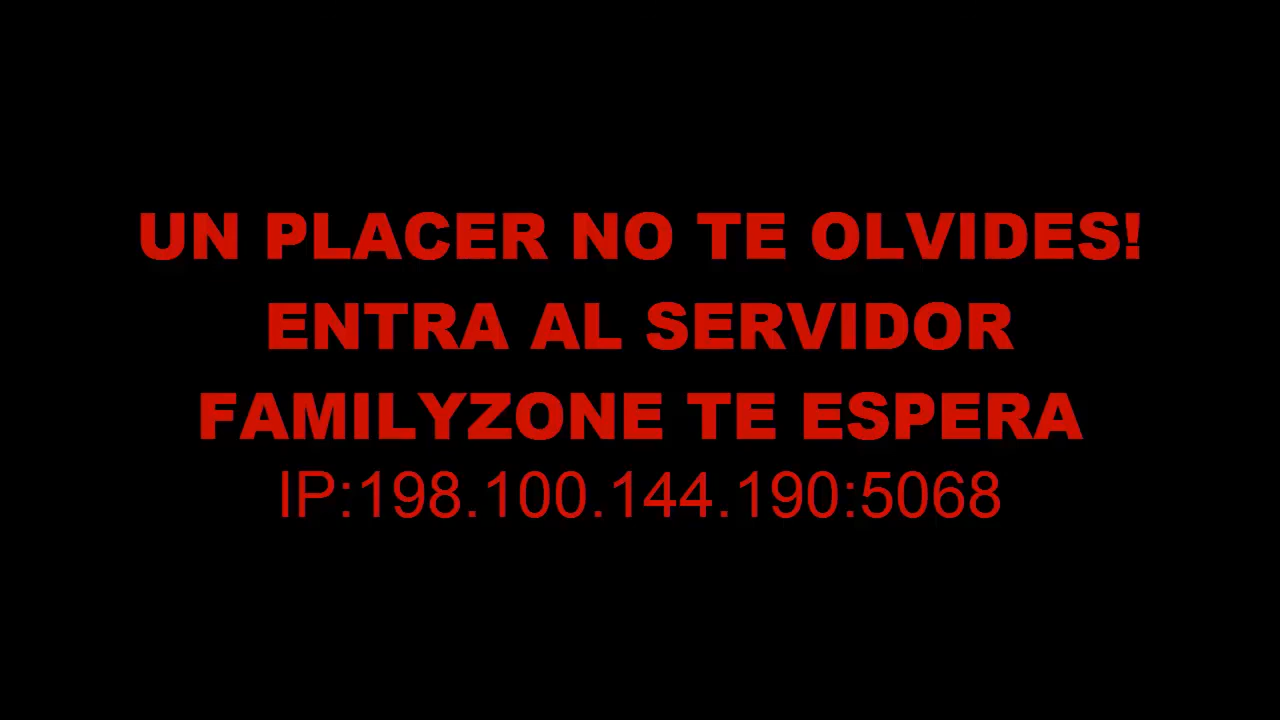 UN PLACER NO TE OLVIDES!
ENTRA AL SERVIDOR
FAMILYZONE TE ESPERA
IP:198.100.144.190:5068